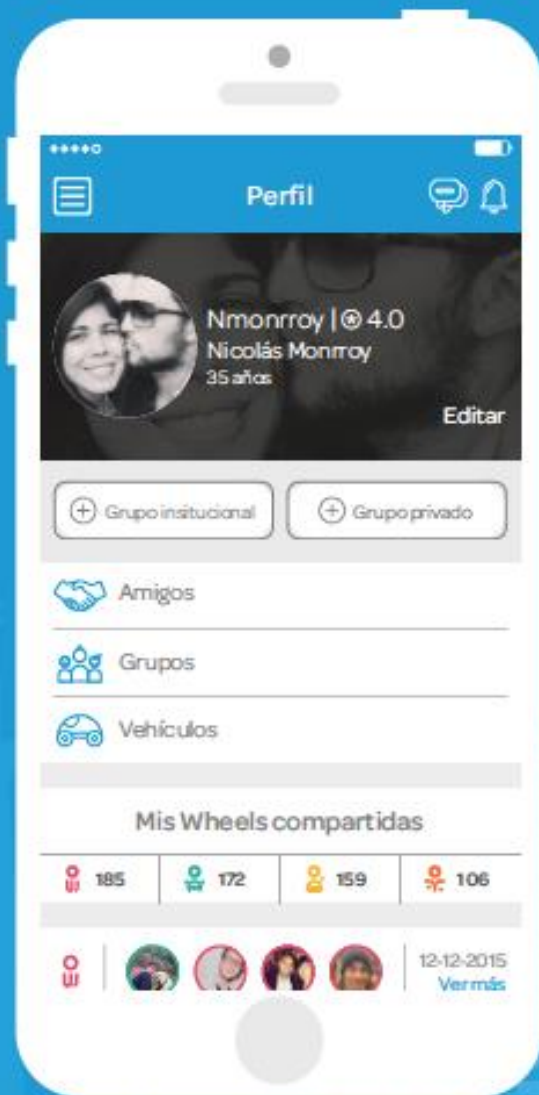 Perfil
Nmonrroy | 4.0
Nicolás Monrroy
35 años
Editar
Grupo insitucional
Grupo privado
Amigos
Grupos
Vehículos
Mis Wheels compartidas
185 172 159 106
12-12-2015
Ver más